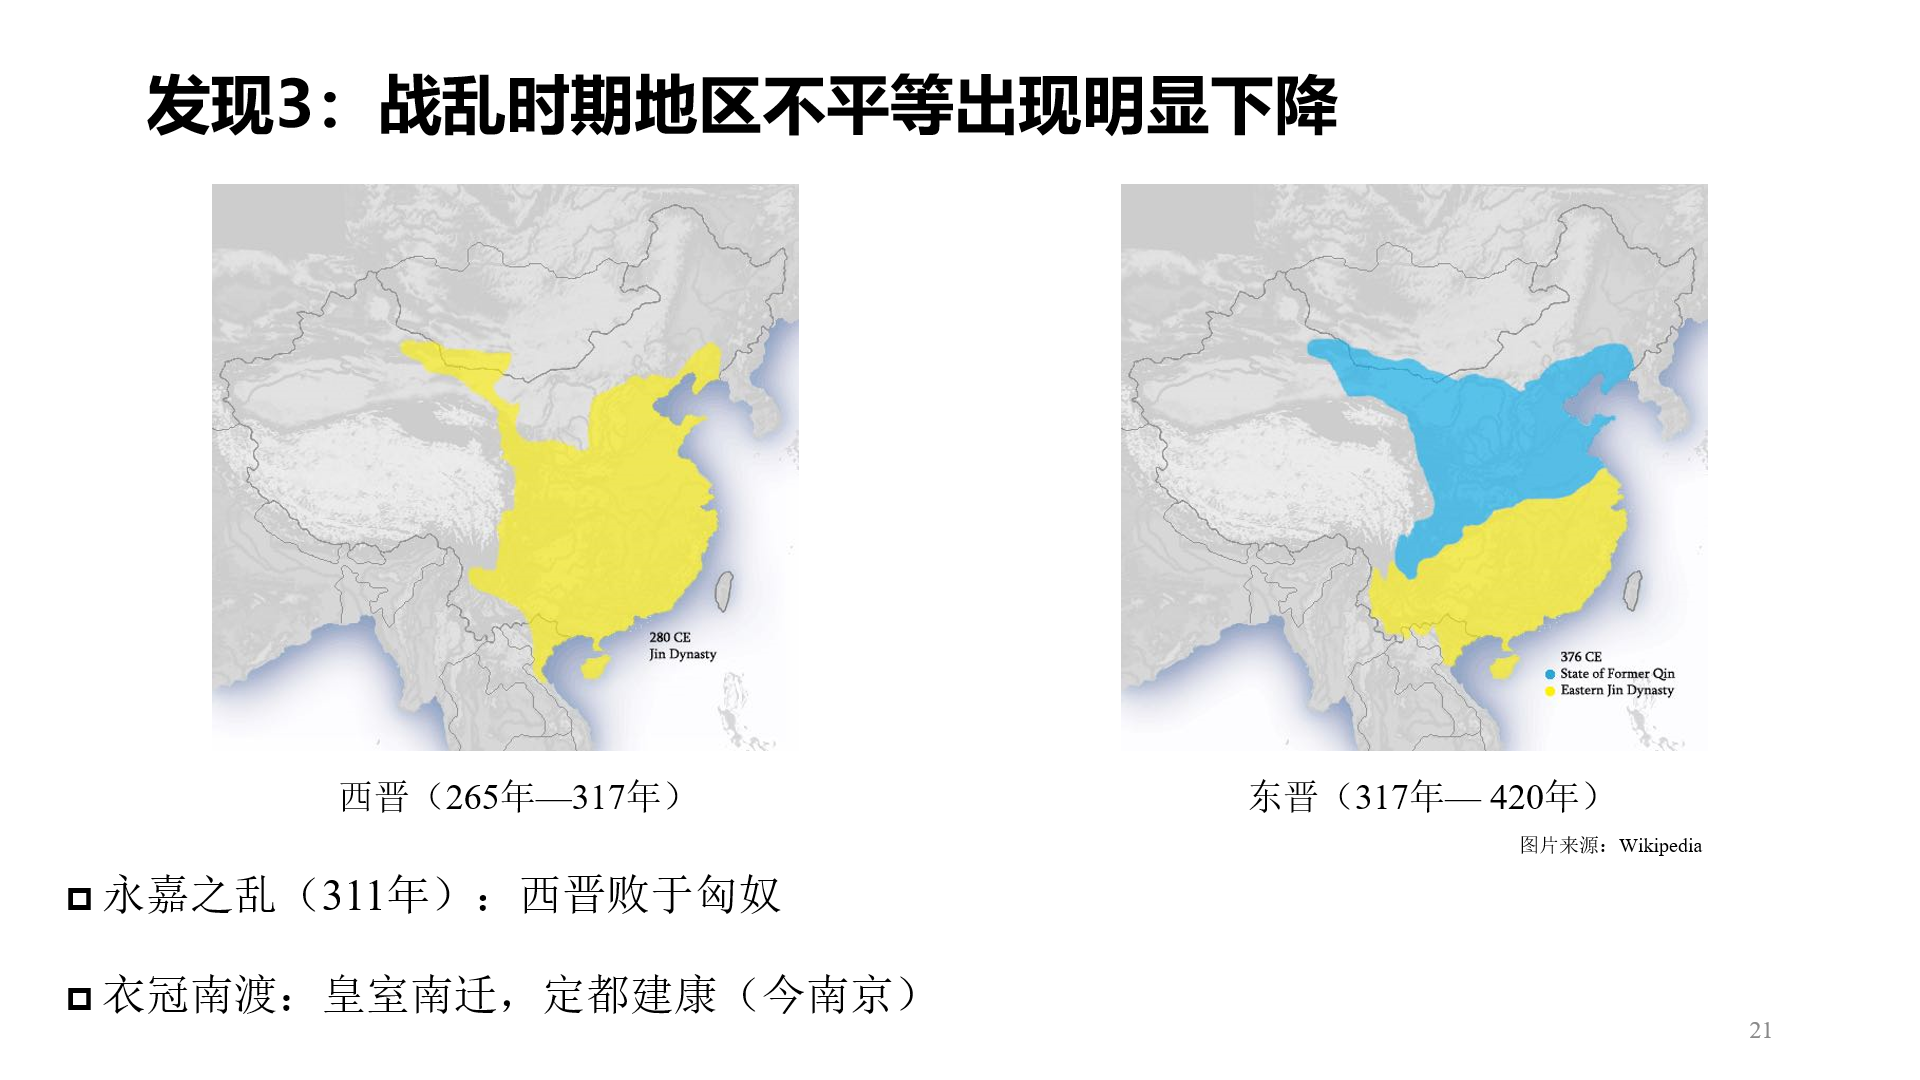 发现3：战乱时期地区不平等出现明显下降
280 CE
Jin Dynasty
376 CE
State of Former Qin
Eastern Jin Dynasty
西晋（265年—317年）
东晋（317年— 420年）
图片来源：Wikipedia
永嘉之乱（311年）：西晋败于匈奴
衣冠南渡：皇室南迁，定都建康（今南京）
21